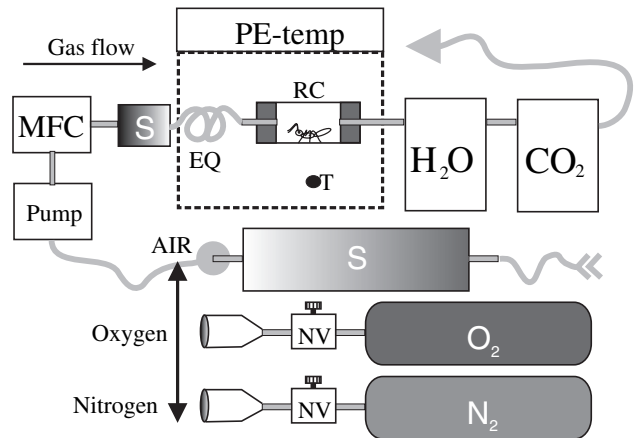 PE-temp
Gas flow
RC
MFC
S
EQ
T
H₂O
CO₂
Pump
AIR
S
Oxygen
NV
O₂
Nitrogen
NV
N₂